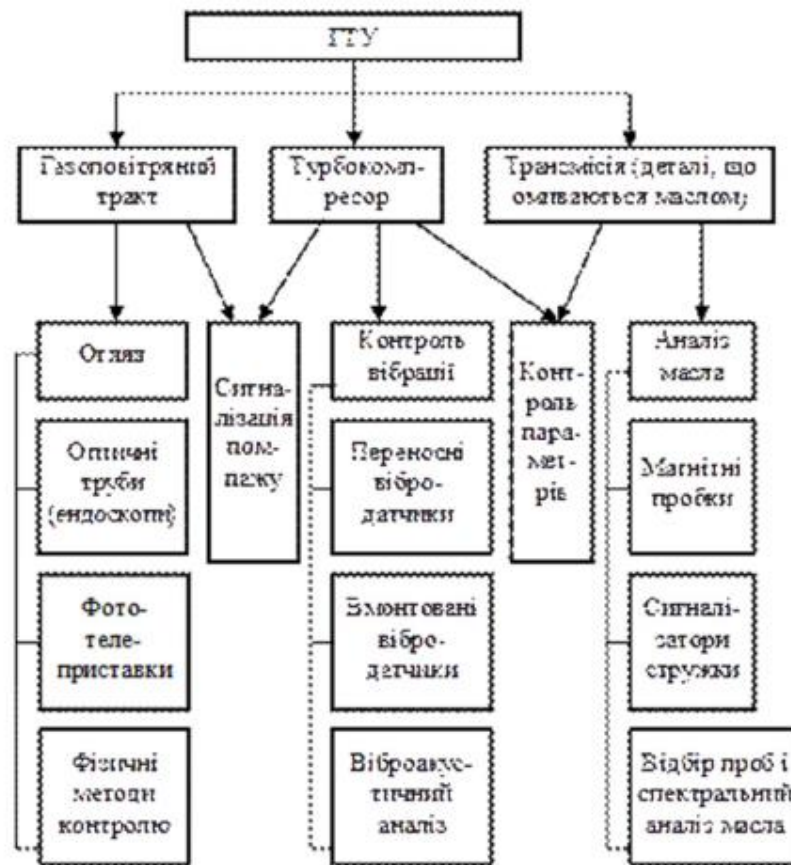 ГТУ
Газоповітряний
тракт
Турбокомп-
ресор
Трансмісія (деталі, що
омиваються маслом)
Огляд
Оптичні
труби
(ендоскопи)
Фото-
теле-
приставки
Фізичні
методи
контролю
Сигна-
лізація
пом-
пажу
Контроль
вібрації
Переносні
вібро-
датчики
Вмонтовані
вібро-
датчики
Віброакус-
тичний
аналіз
Конт-
роль
пара-
мет-
рів
Аналіз
масла
Магнітні
пробки
Сигналі-
затори
стружки
Відбір проб і
спектральний
аналіз масла